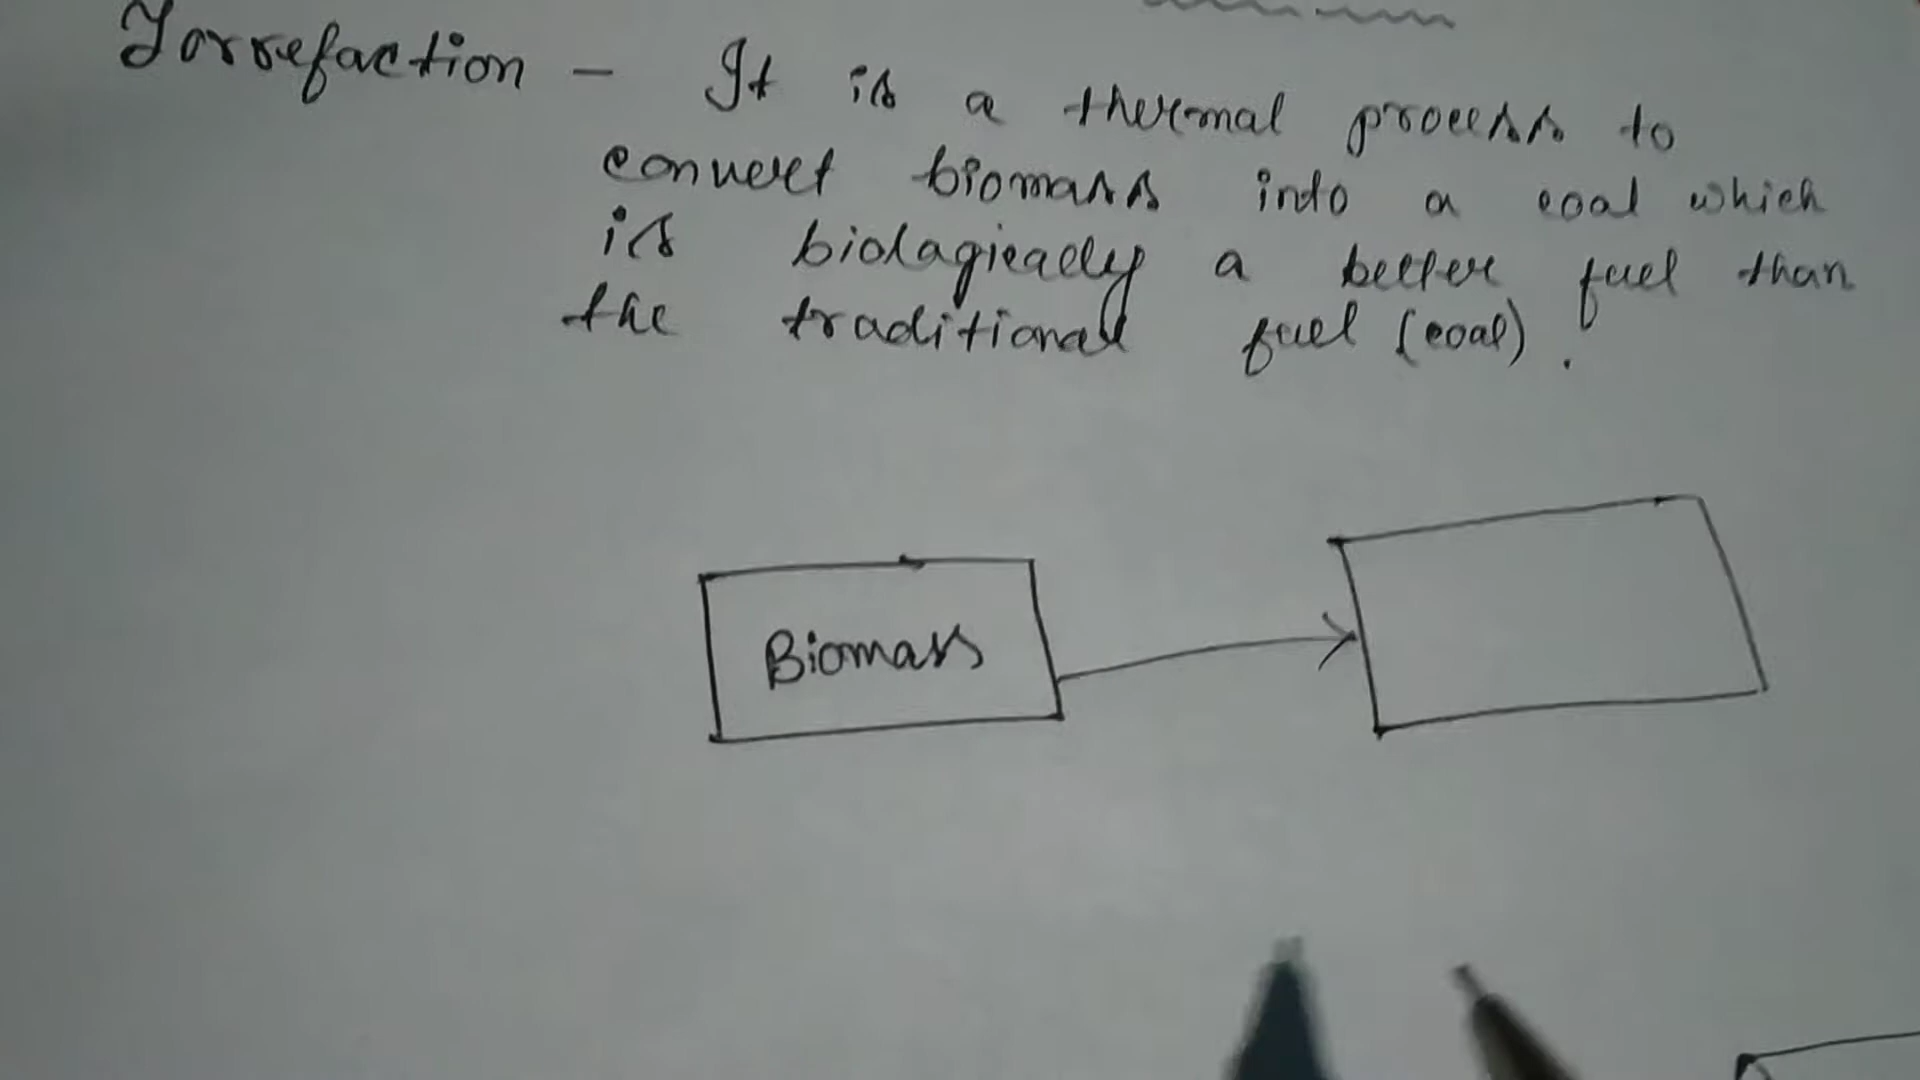 Torrefaction - It is a thermal process to
convert biomass into a coal which
is biologically a better fuel than
the traditional fuel (coal).
Biomass